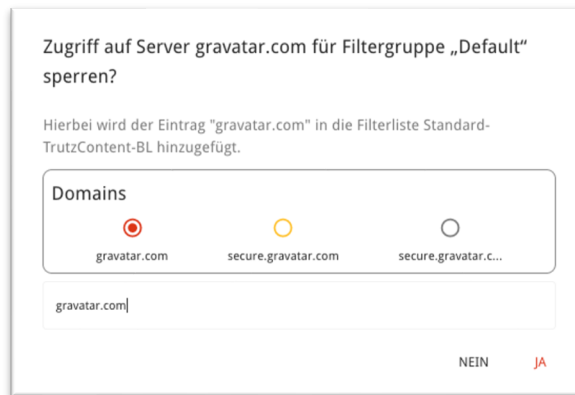 Zugriff auf Server gravatar.com für Filtergruppe „Default“
sperren?
Hierbei wird der Eintrag "gravatar.com" in die Filterliste Standard-
TrutzContent-BL hinzugefügt.
Domains
gravatar.com secure.gravatar.com secure.gravatar.c...
gravatar.com
NEIN JA